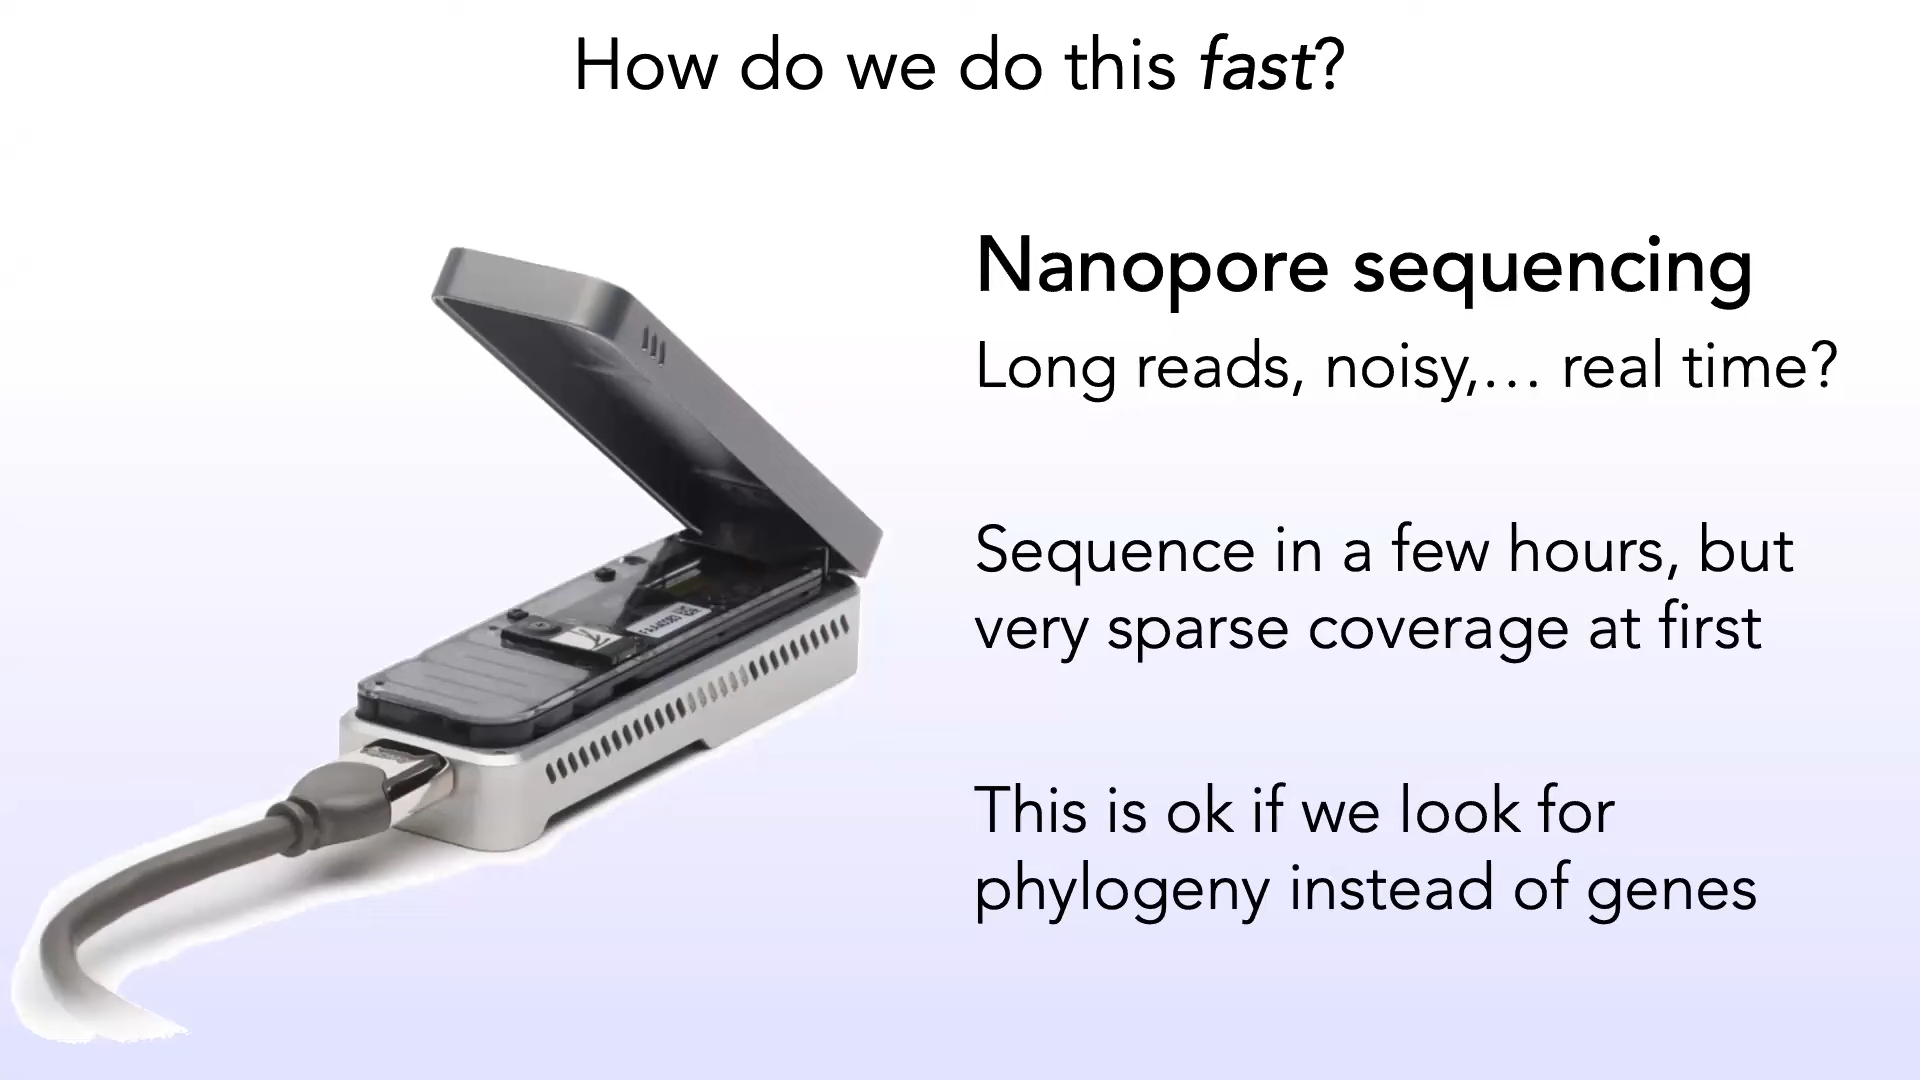 How do we do this fast?
Nanopore sequencing
Long reads, noisy,... real time?
Sequence in a few hours, but
very sparse coverage at first
This is ok if we look for
phylogeny instead of genes